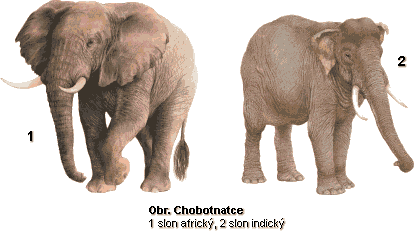 1
2
Obr. Chobotnatce
1 slon africký, 2 slon indický